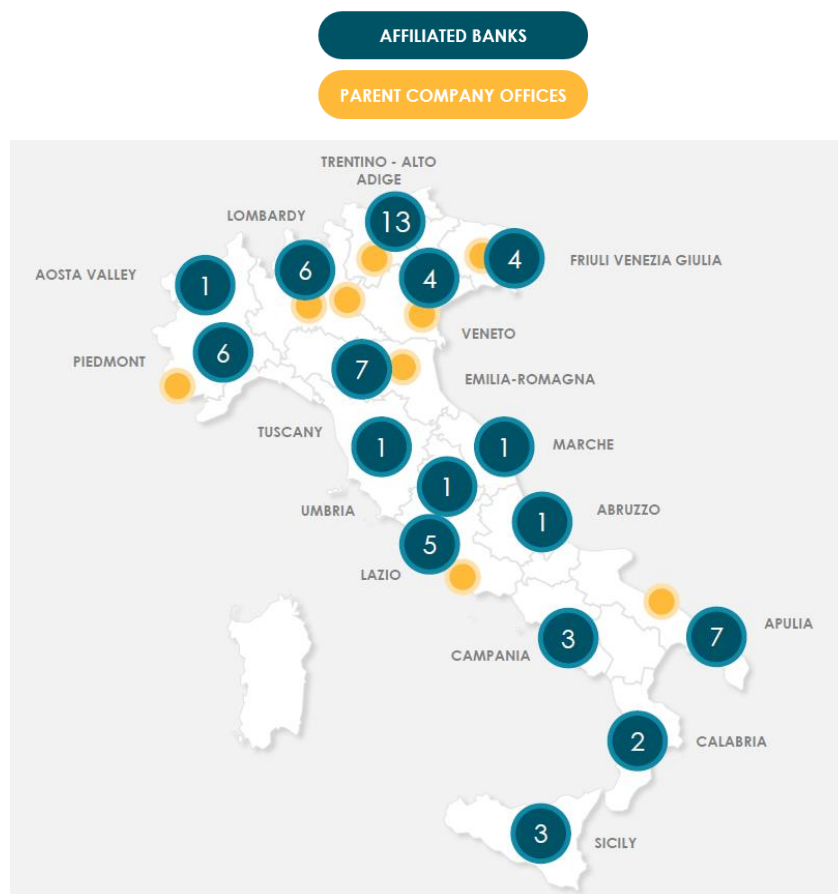 AFFILIATED BANKS
PARENT COMPANY OFFICES
TRENTINO - ALTO
ADIGE
13
LOMBARDY
6
4
4
FRIULI VENEZIA GIULIA
AOSTA VALLEY
1
VENETO
PIEDMONT
6
7
EMILIA-ROMAGNA
TUSCANY
1
1
MARCHE
UMBRIA
1
1
ABRUZZO
LAZIO
5
CAMPANIA
3
7
APULIA
2
CALABRIA
3
SICILY